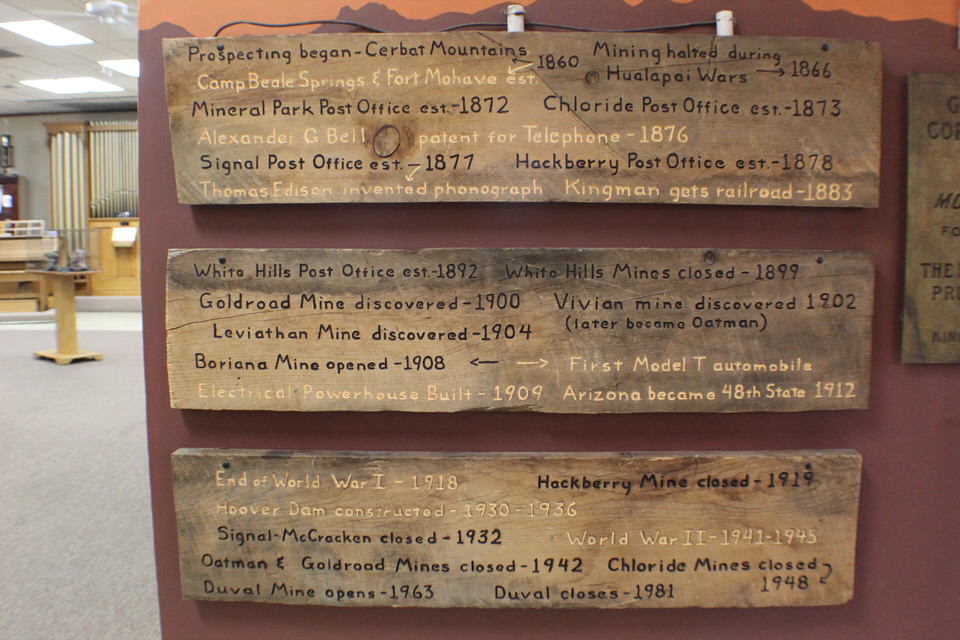 Prospecting began - Cerbat Mountains ← 1860 Mining halted during
Camp Beale Springs & Fort Mohave est. Hualapai Wars → 1866
Mineral Park Post Office est. - 1872 Chloride Post Office est. - 1873
Alexander G Bell patent for Telephone - 1876
Signal Post Office est. - 1877 Hackberry Post Office est. - 1878
Thomas Edison invented phonograph Kingman gets railroad - 1883
White Hills Post Office est. - 1892 White Hills Mines closed - 1899
Goldroad Mine discovered - 1900 Vivian mine discovered 1902
(later became Oatman)
Leviathan Mine discovered - 1904
Boriana Mine opened - 1908 ← → First Model T automobile
Electrical Powerhouse Built - 1909 Arizona became 48th State 1912
End of World War I - 1918 Hackberry Mine closed - 1919
Hoover Dam constructed - 1930 - 1936
Signal-McCracken closed - 1932 World War II - 1941-1945
Oatman & Goldroad Mines closed - 1942 Chloride Mines closed
1948
Duval Mine opens - 1963 Duval closes - 1981